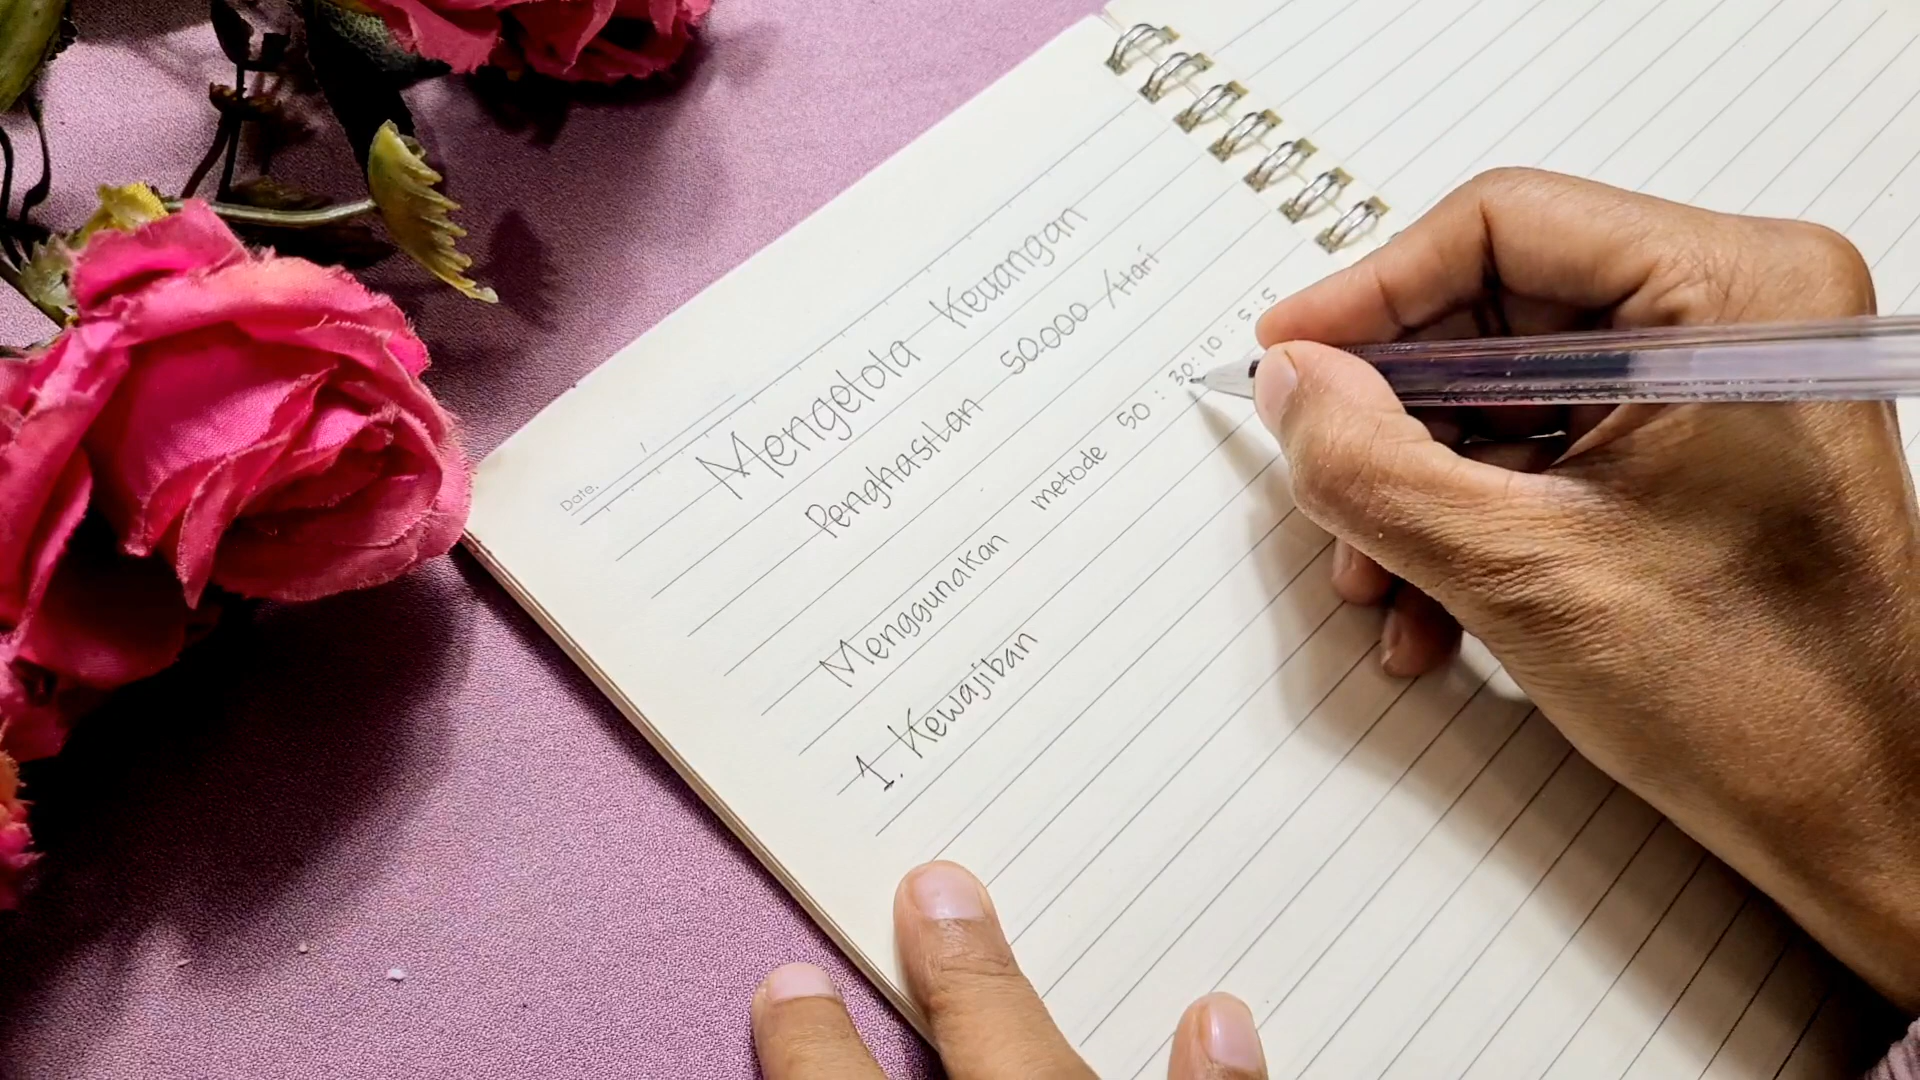 Date.
Mengelola Keuangan
Penghasilan 50.000 /Hari
Menggunakan metode 50 : 30 : 10 : 5 : 5
1. Kewajiban